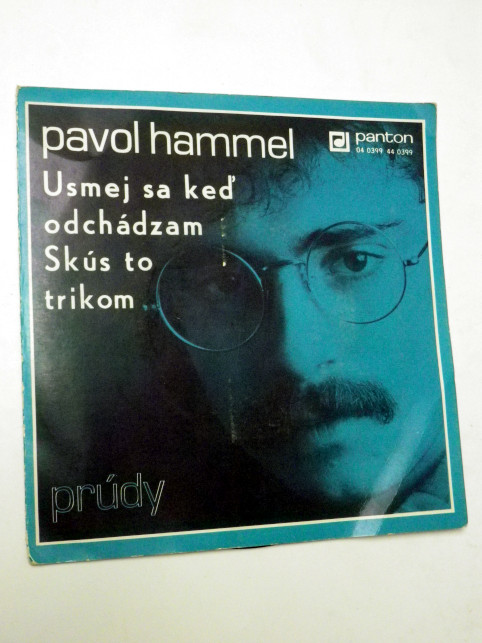 pavol hammel
panton
04 0399 44 0399
Usmej sa keď
odchádzam
Skús to
trikom
prúdy